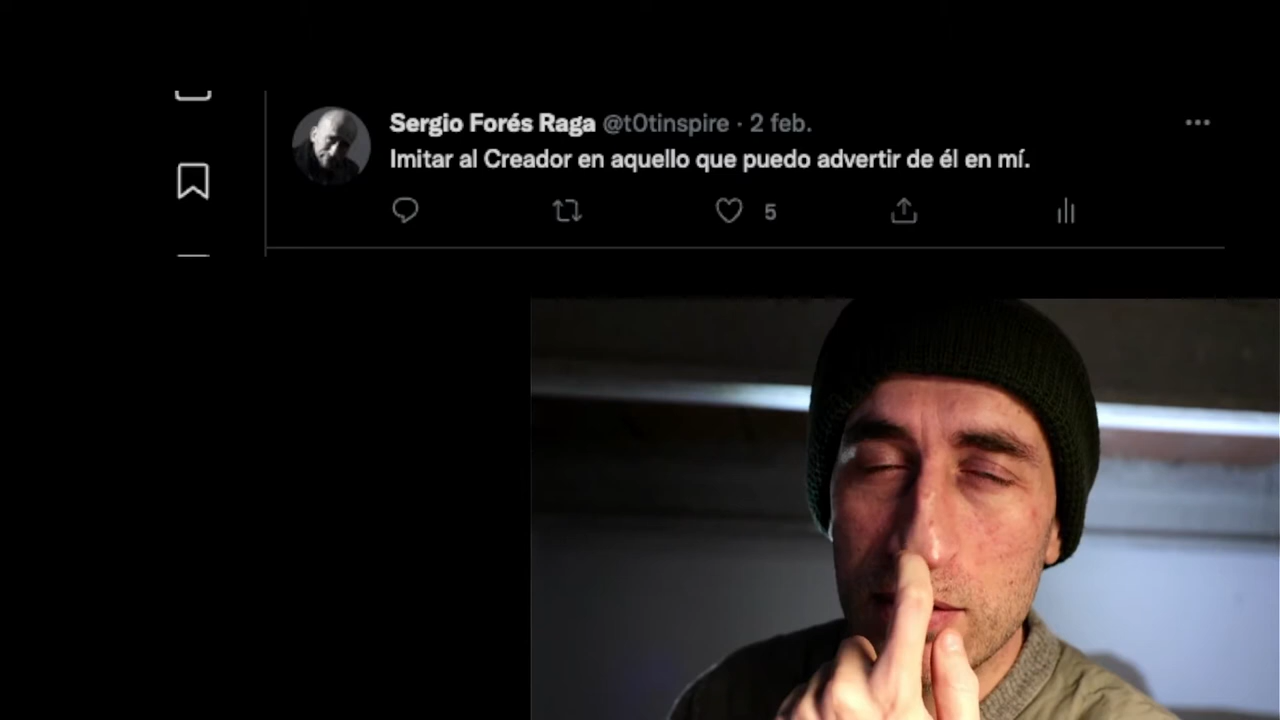 Sergio Forés Raga @t0tinspire · 2 feb.
Imitar al Creador en aquello que puedo advertir de él en mí.
5